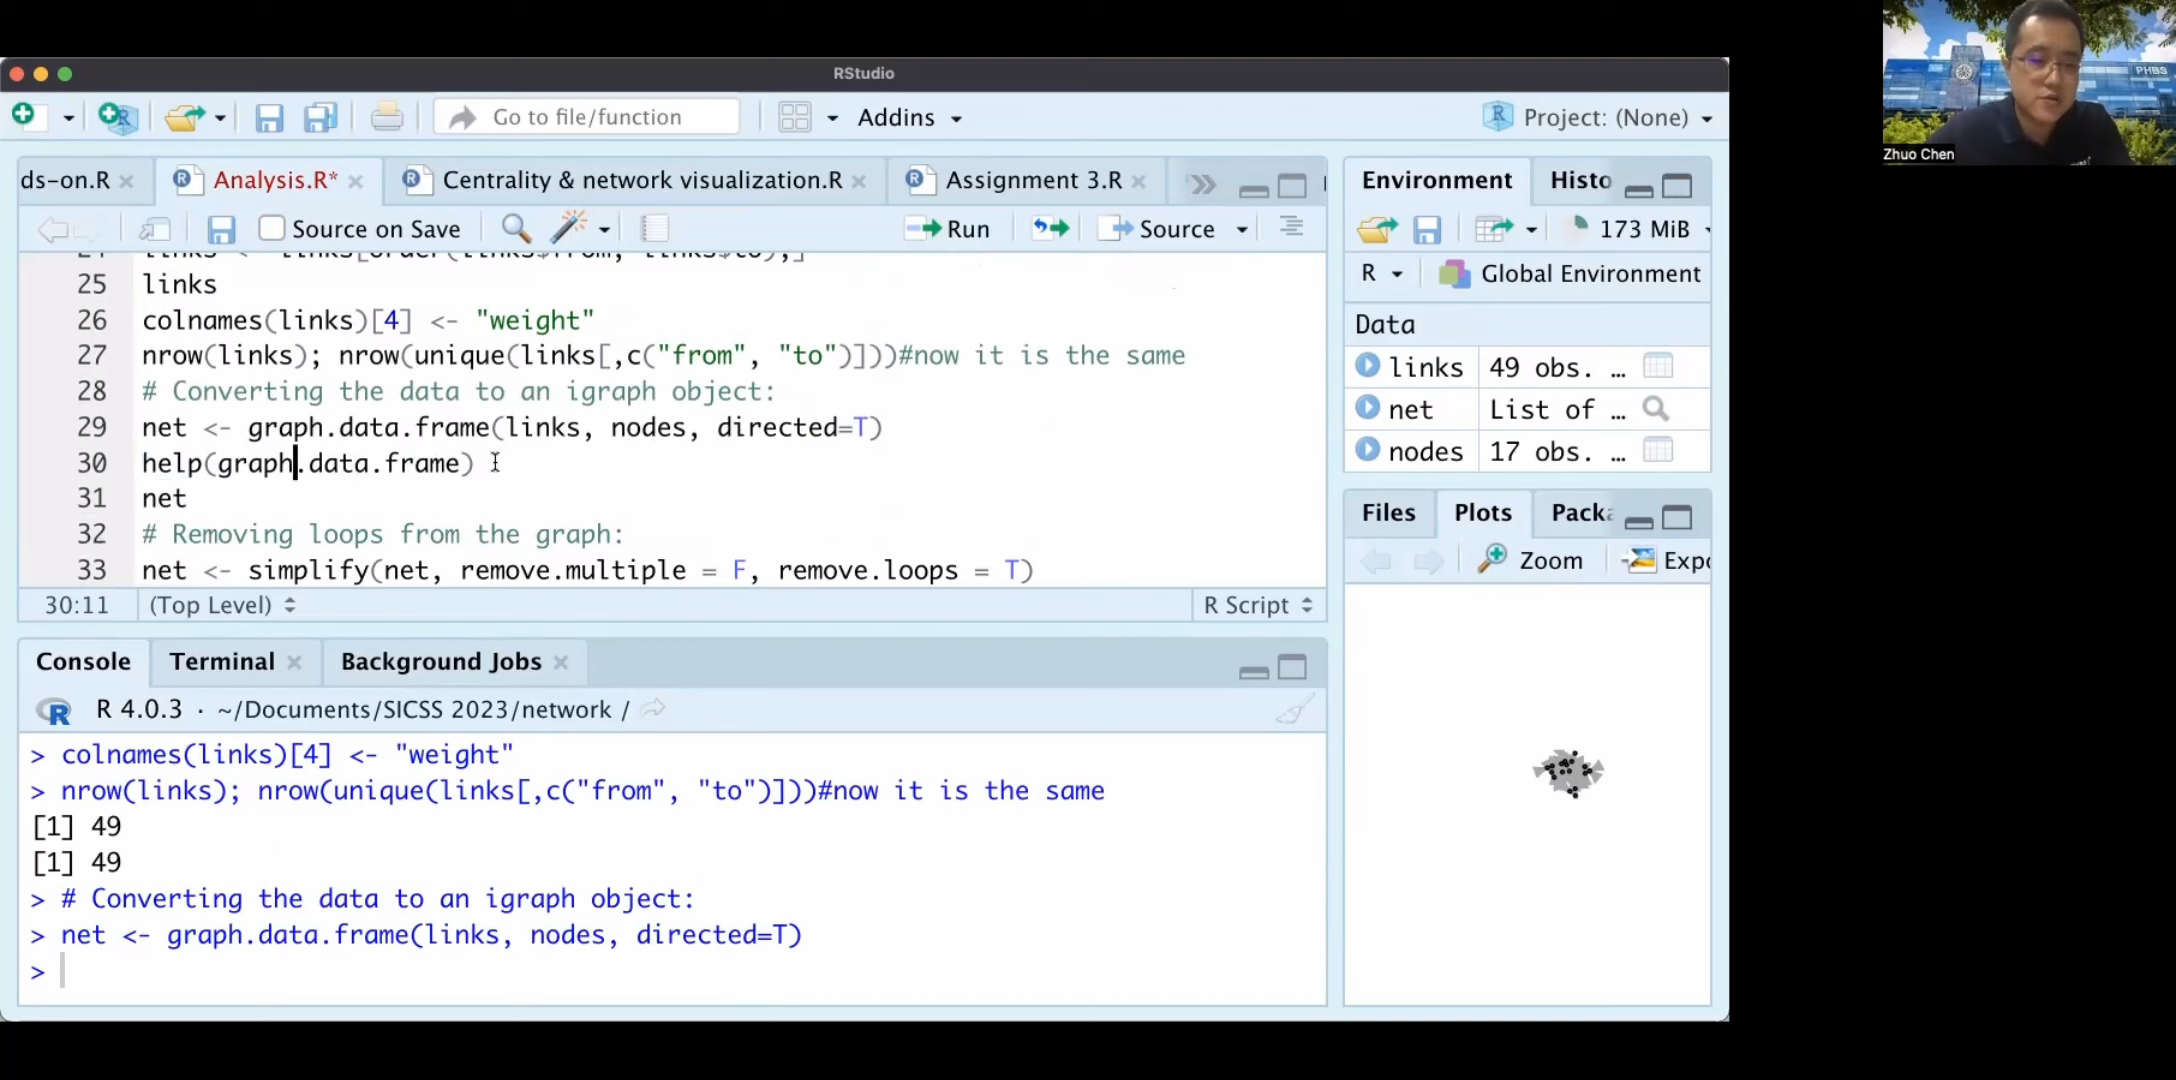 RStudio
Go to file/function
Addins
Project: (None)
ds-on.R
Analysis.R*
Centrality & network visualization.R
Assignment 3.R
Source on Save
Run
Source
25 links
26 colnames(links)[4] <- "weight"
27 nrow(links); nrow(unique(links[,c("from", "to")]))#now it is the same
28 # Converting the data to an igraph object:
29 net <- graph.data.frame(links, nodes, directed=T)
30 help(graph.data.frame)
31 net
32 # Removing loops from the graph:
33 net <- simplify(net, remove.multiple = F, remove.loops = T)
30:11 (Top Level)
R Script
Console
Terminal
Background Jobs
R 4.0.3 · ~/Documents/SICSS 2023/network /
> colnames(links)[4] <- "weight"
> nrow(links); nrow(unique(links[,c("from", "to")]))#now it is the same
[1] 49
[1] 49
> # Converting the data to an igraph object:
> net <- graph.data.frame(links, nodes, directed=T)
>
Environment
Histo
173 MiB
R
Global Environment
Data
links 49 obs. …
net List of …
nodes 17 obs. …
Files
Plots
Packa
Zoom
Expo
PHBS
Zhuo Chen